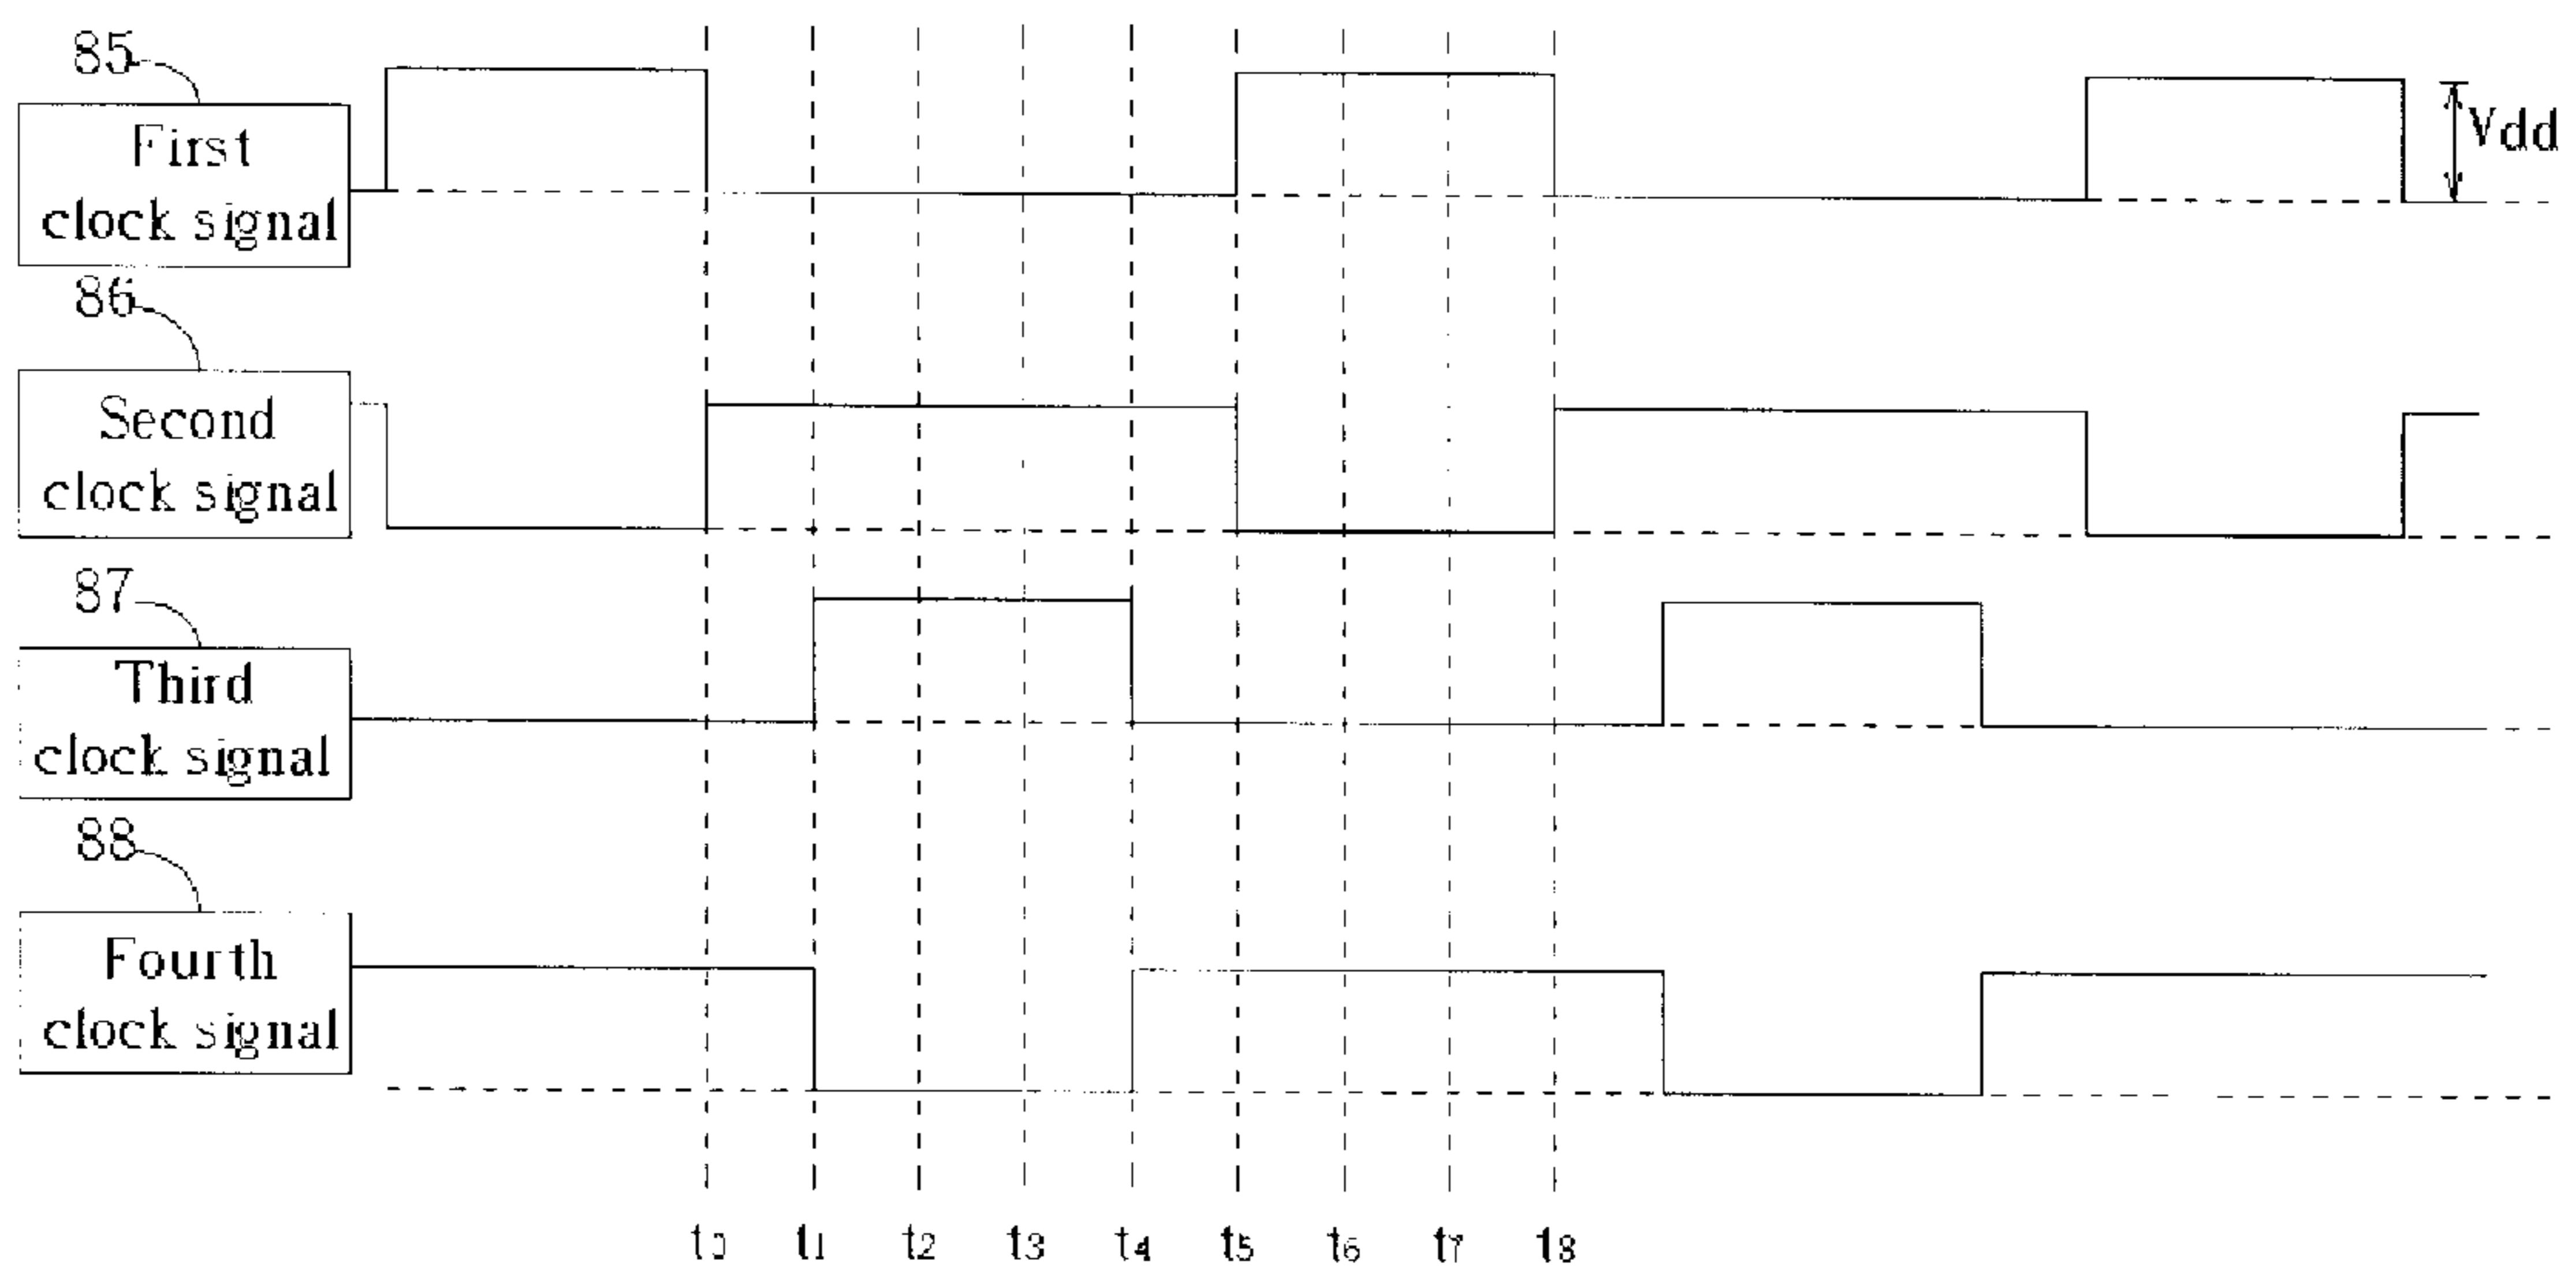 85
First
clock signal
Vdd
86
Second
clock signal
87
Third
clock signal
88
Fourth
clock signal
t0 t1 t2 t3 t4 t5 t6 t7 t8